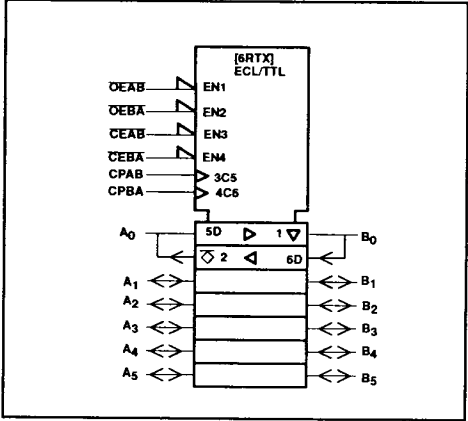 [6RTX]
ECL/TTL
OEAB EN1
OEBA EN2
CEAB EN3
CEBA EN4
CPAB 3C5
CPBA 4C6
A0 5D 1 B0
2 6D
A1 B1
A2 B2
A3 B3
A4 B4
A5 B5